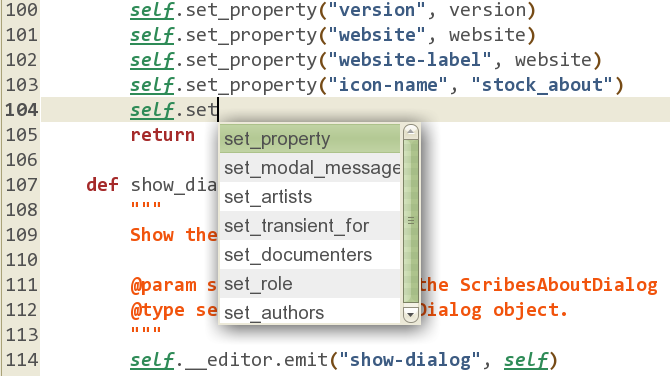 100 self.set_property("version", version)
101 self.set_property("website", website)
102 self.set_property("website-label", website)
103 self.set_property("icon-name", "stock_about")
104 self.set
105 return
set_property
106
set_modal_message
107 def show_dia
set_artists
108 """
109 Show the
set_transient_for
110
set_documenters
111 @param s the ScribesAboutDialog
set_role
112 @type se Dialog object.
set_authors
113 """
114 self.__editor.emit("show-dialog", self)